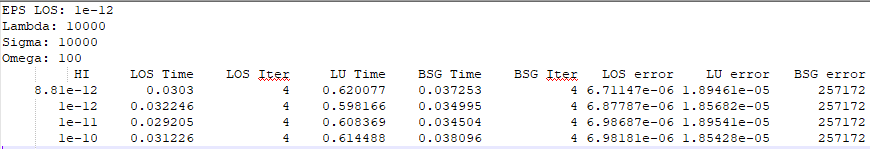 EPS LOS: 1e-12
Lambda: 10000
Sigma: 10000
Omega: 100
HI LOS Time LOS Iter LU Time BSG Time BSG Iter LOS error LU error BSG error
8.81e-12 0.0303 4 0.620077 0.037253 4 6.71147e-06 1.89461e-05 257172
1e-12 0.032246 4 0.598166 0.034995 4 6.87787e-06 1.85682e-05 257172
1e-11 0.029205 4 0.608369 0.034504 4 6.98687e-06 1.89541e-05 257172
1e-10 0.031226 4 0.614488 0.038096 4 6.98181e-06 1.85428e-05 257172